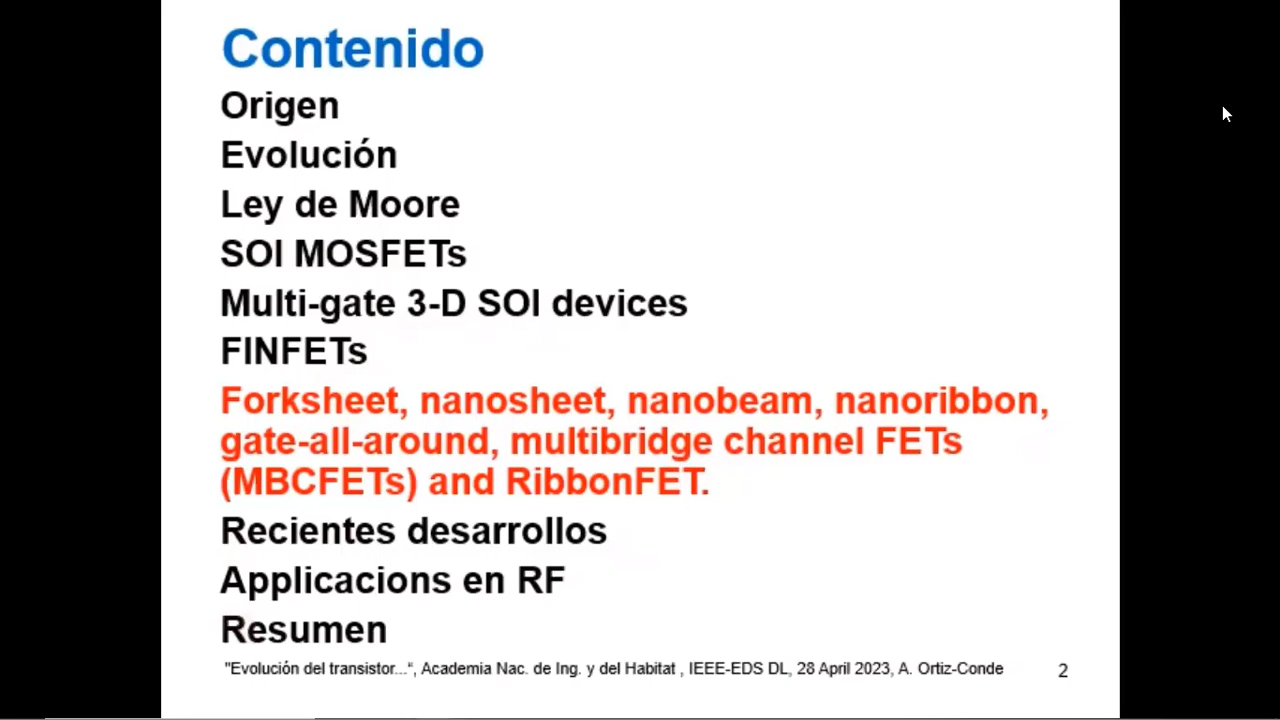 Contenido
Origen
Evolución
Ley de Moore
SOI MOSFETs
Multi-gate 3-D SOI devices
FINFETs
Forksheet, nanosheet, nanobeam, nanoribbon,
gate-all-around, multibridge channel FETs
(MBCFETs) and RibbonFET.
Recientes desarrollos
Applicacions en RF
Resumen
"Evolución del transistor...“, Academia Nac. de Ing. y del Habitat , IEEE-EDS DL, 28 April 2023, A. Ortiz-Conde
2